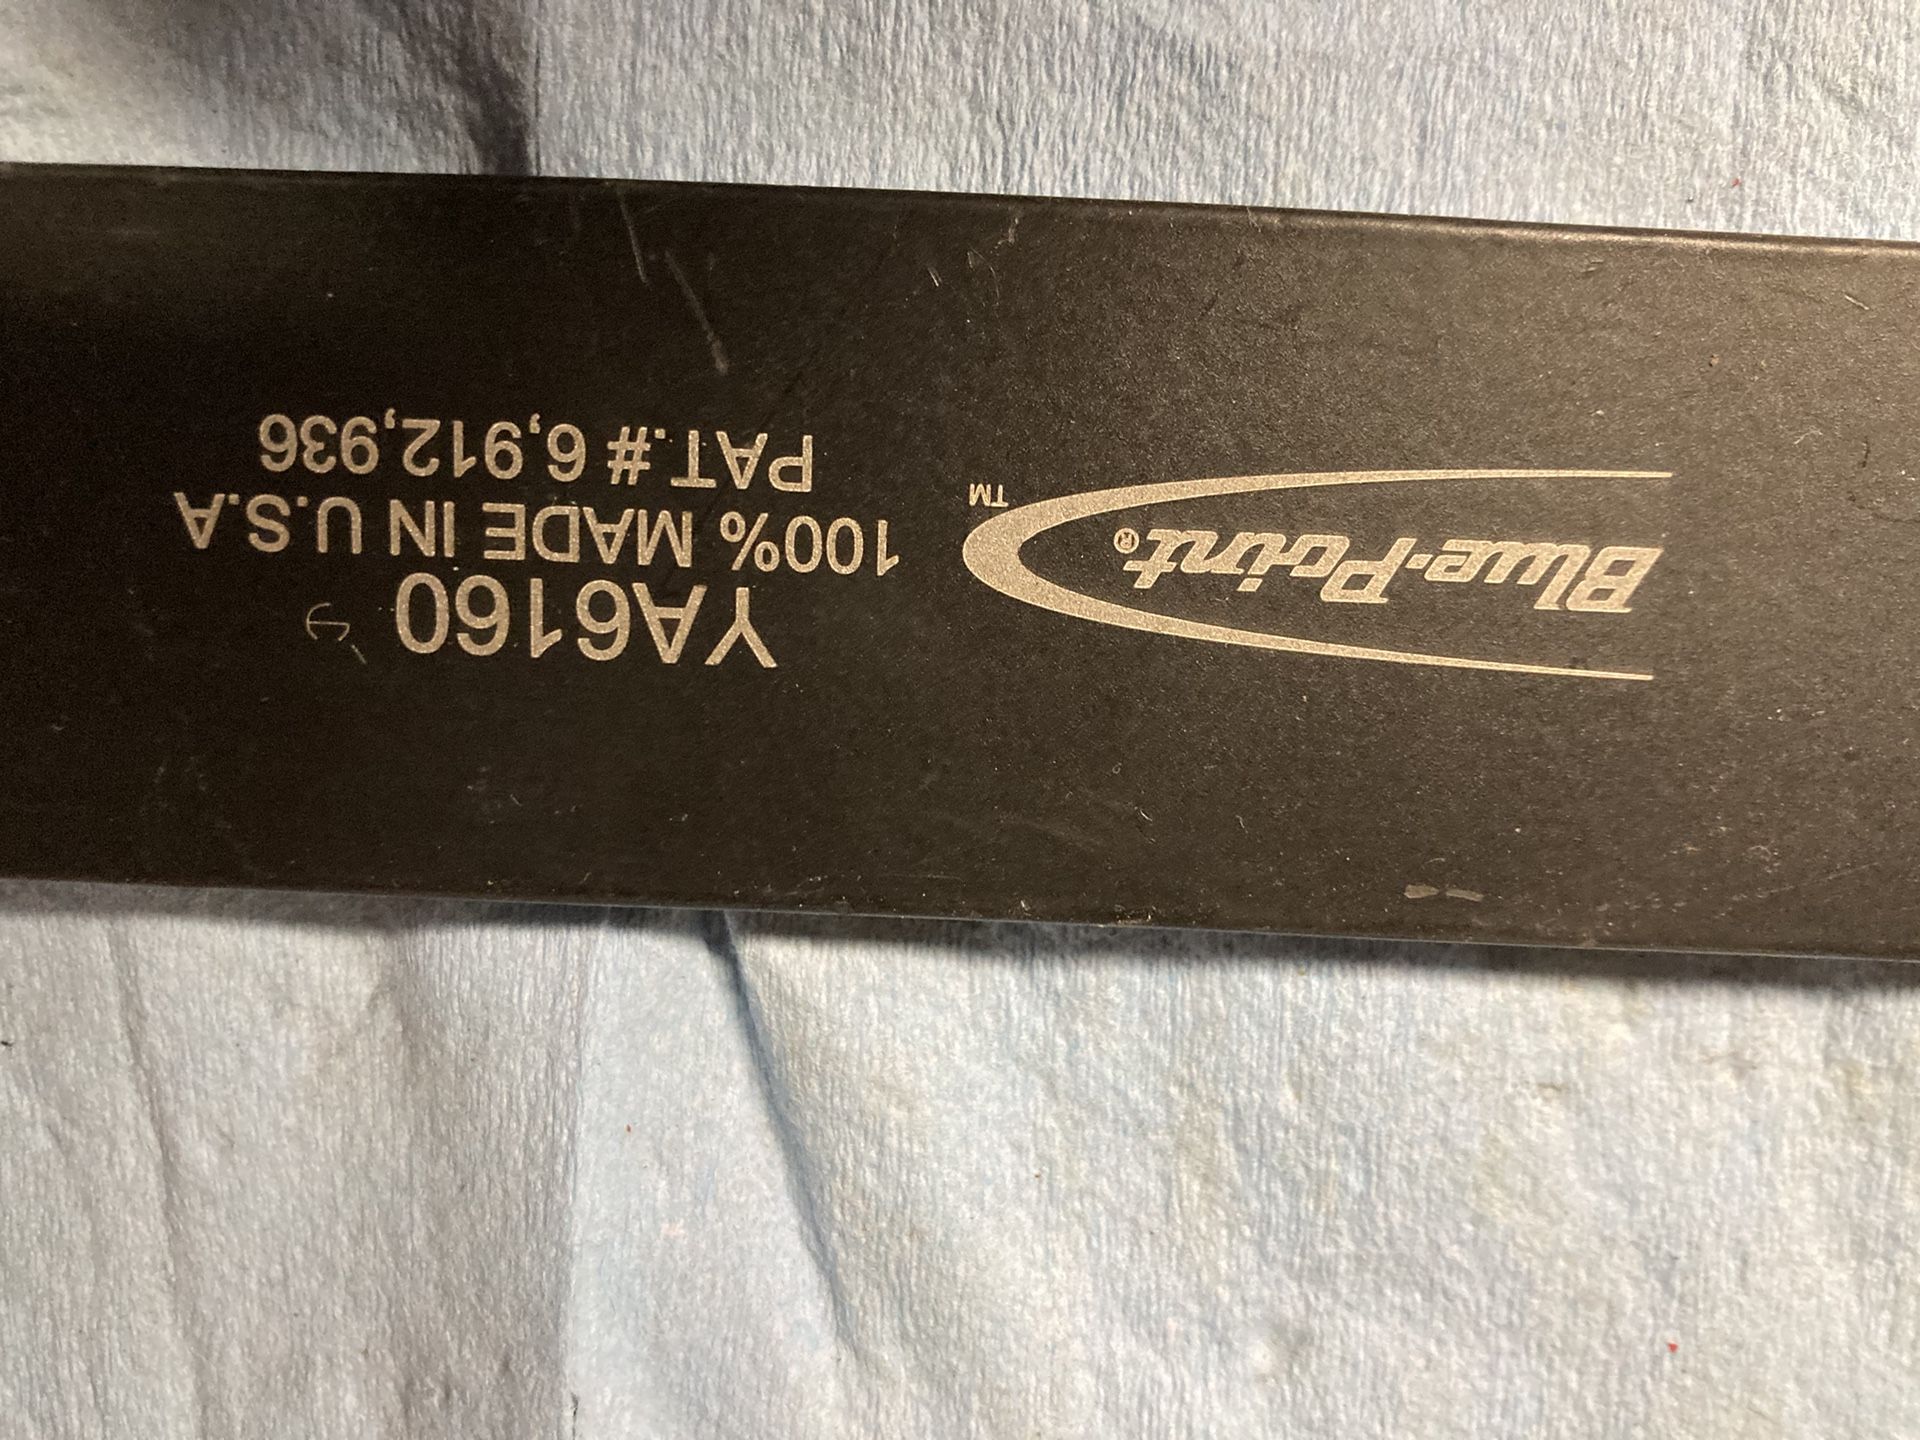 Blue-Point®
TM
YA6160
100% MADE IN U.S.A
PAT.# 6,912,936